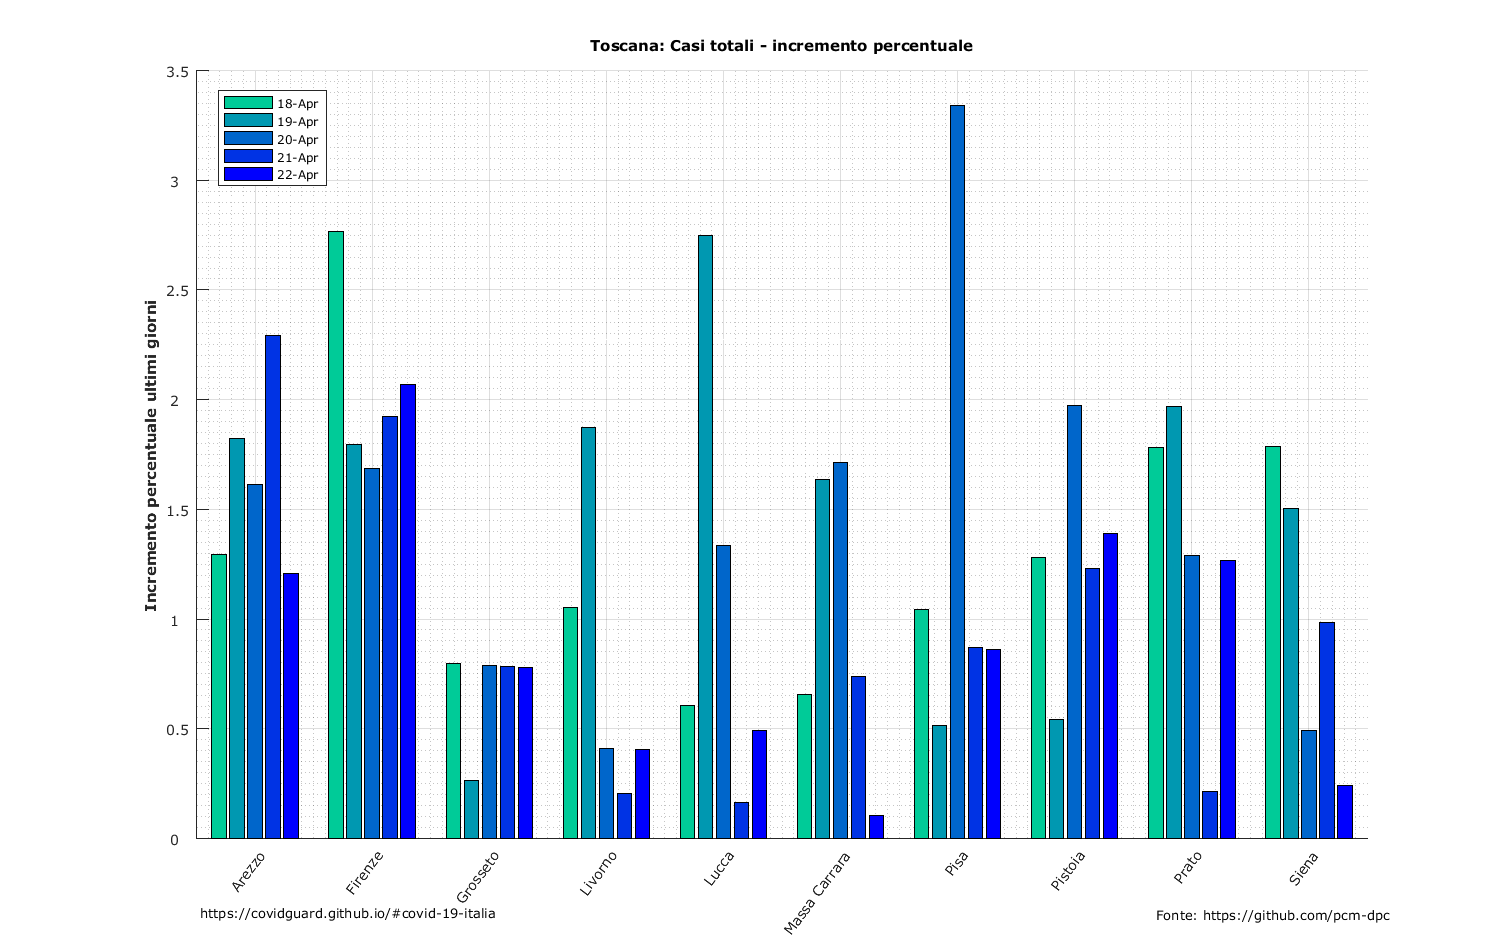 Toscana: Casi totali - incremento percentuale
3.5
3
2.5
2
1.5
1
0.5
0
18-Apr
19-Apr
20-Apr
21-Apr
22-Apr
Incremento percentuale ultimi giorni
Arezzo
Firenze
Grosseto
Livorno
Lucca
Massa Carrara
Pisa
Pistoia
Prato
Siena
https://covidguard.github.io/#covid-19-italia
Fonte: https://github.com/pcm-dpc